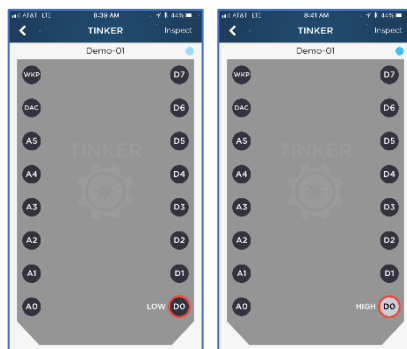 AT&T LTE 8:39 AM 44%
TINKER Inspect
Demo-01
WKP D7
DAC D6
A5 D5
A4 D4
A3 D3
A2 D2
A1 D1
A0 LOW D0
TINKER
AT&T LTE 8:41 AM 44%
TINKER Inspect
Demo-01
WKP D7
DAC D6
A5 D5
A4 D4
A3 D3
A2 D2
A1 D1
A0 HIGH D0
TINKER